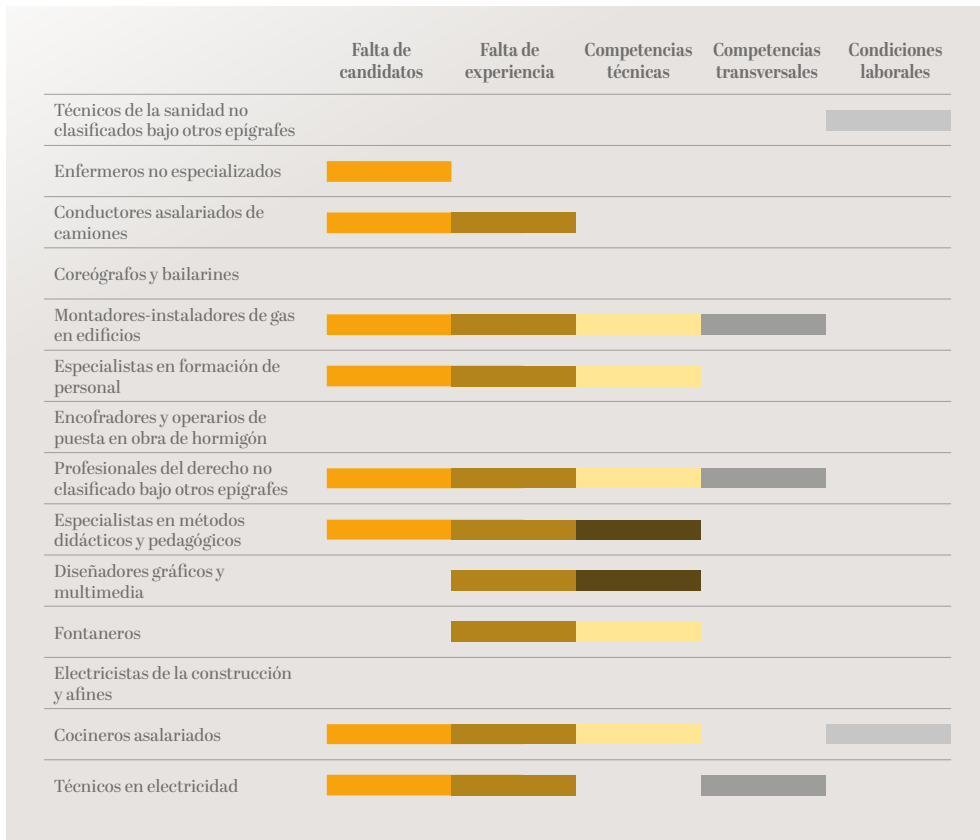 Falta de
candidatos
Falta de
experiencia
Competencias
técnicas
Competencias
transversales
Condiciones
laborales
Técnicos de la sanidad no
clasificados bajo otros epígrafes
Enfermeros no especializados
Conductores asalariados de
camiones
Coreógrafos y bailarines
Montadores-instaladores de gas
en edificios
Especialistas en formación de
personal
Encofradores y operarios de
puesta en obra de hormigón
Profesionales del derecho no
clasificado bajo otros epígrafes
Especialistas en métodos
didácticos y pedagógicos
Diseñadores gráficos y
multimedia
Fontaneros
Electricistas de la construcción
y afines
Cocineros asalariados
Técnicos en electricidad